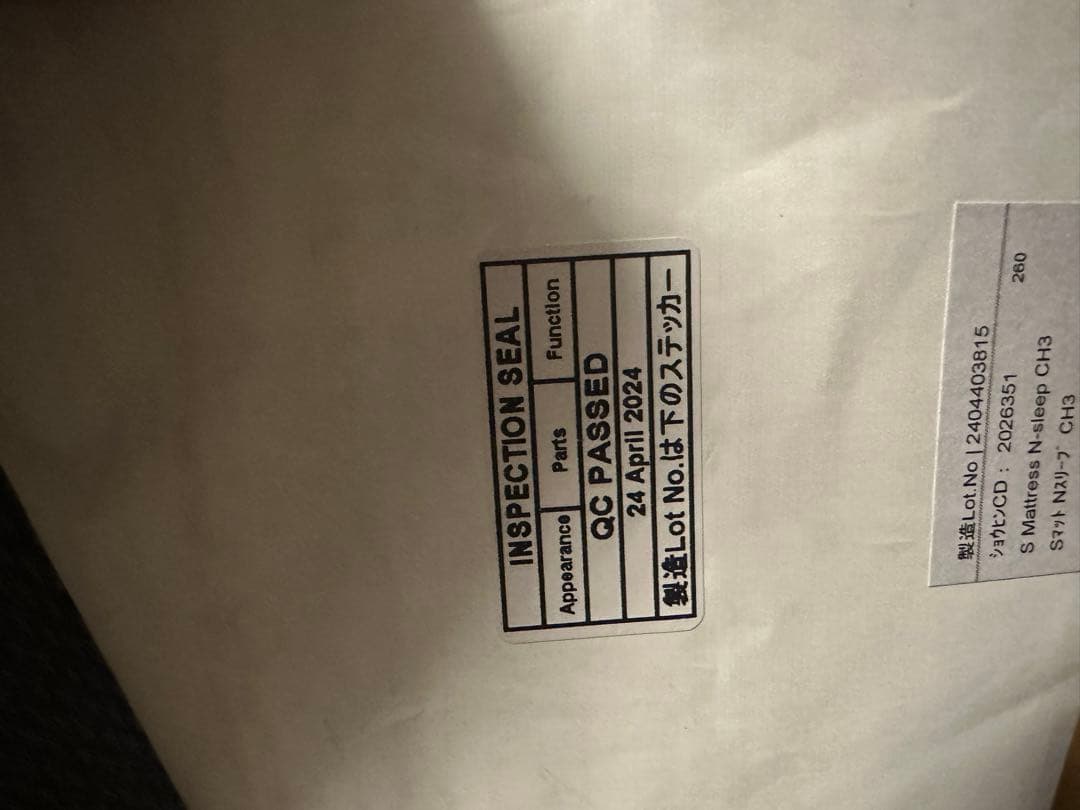 INSPECTION SEAL
Appearance Parts Function
QC PASSED
24 April 2024
製造Lot No.は下のステッカー
製造Lot.No | 2404403815
ショウヒンCD : 2026351
S Mattress N-sleep CH3 260
Sマット Nスリープ CH3